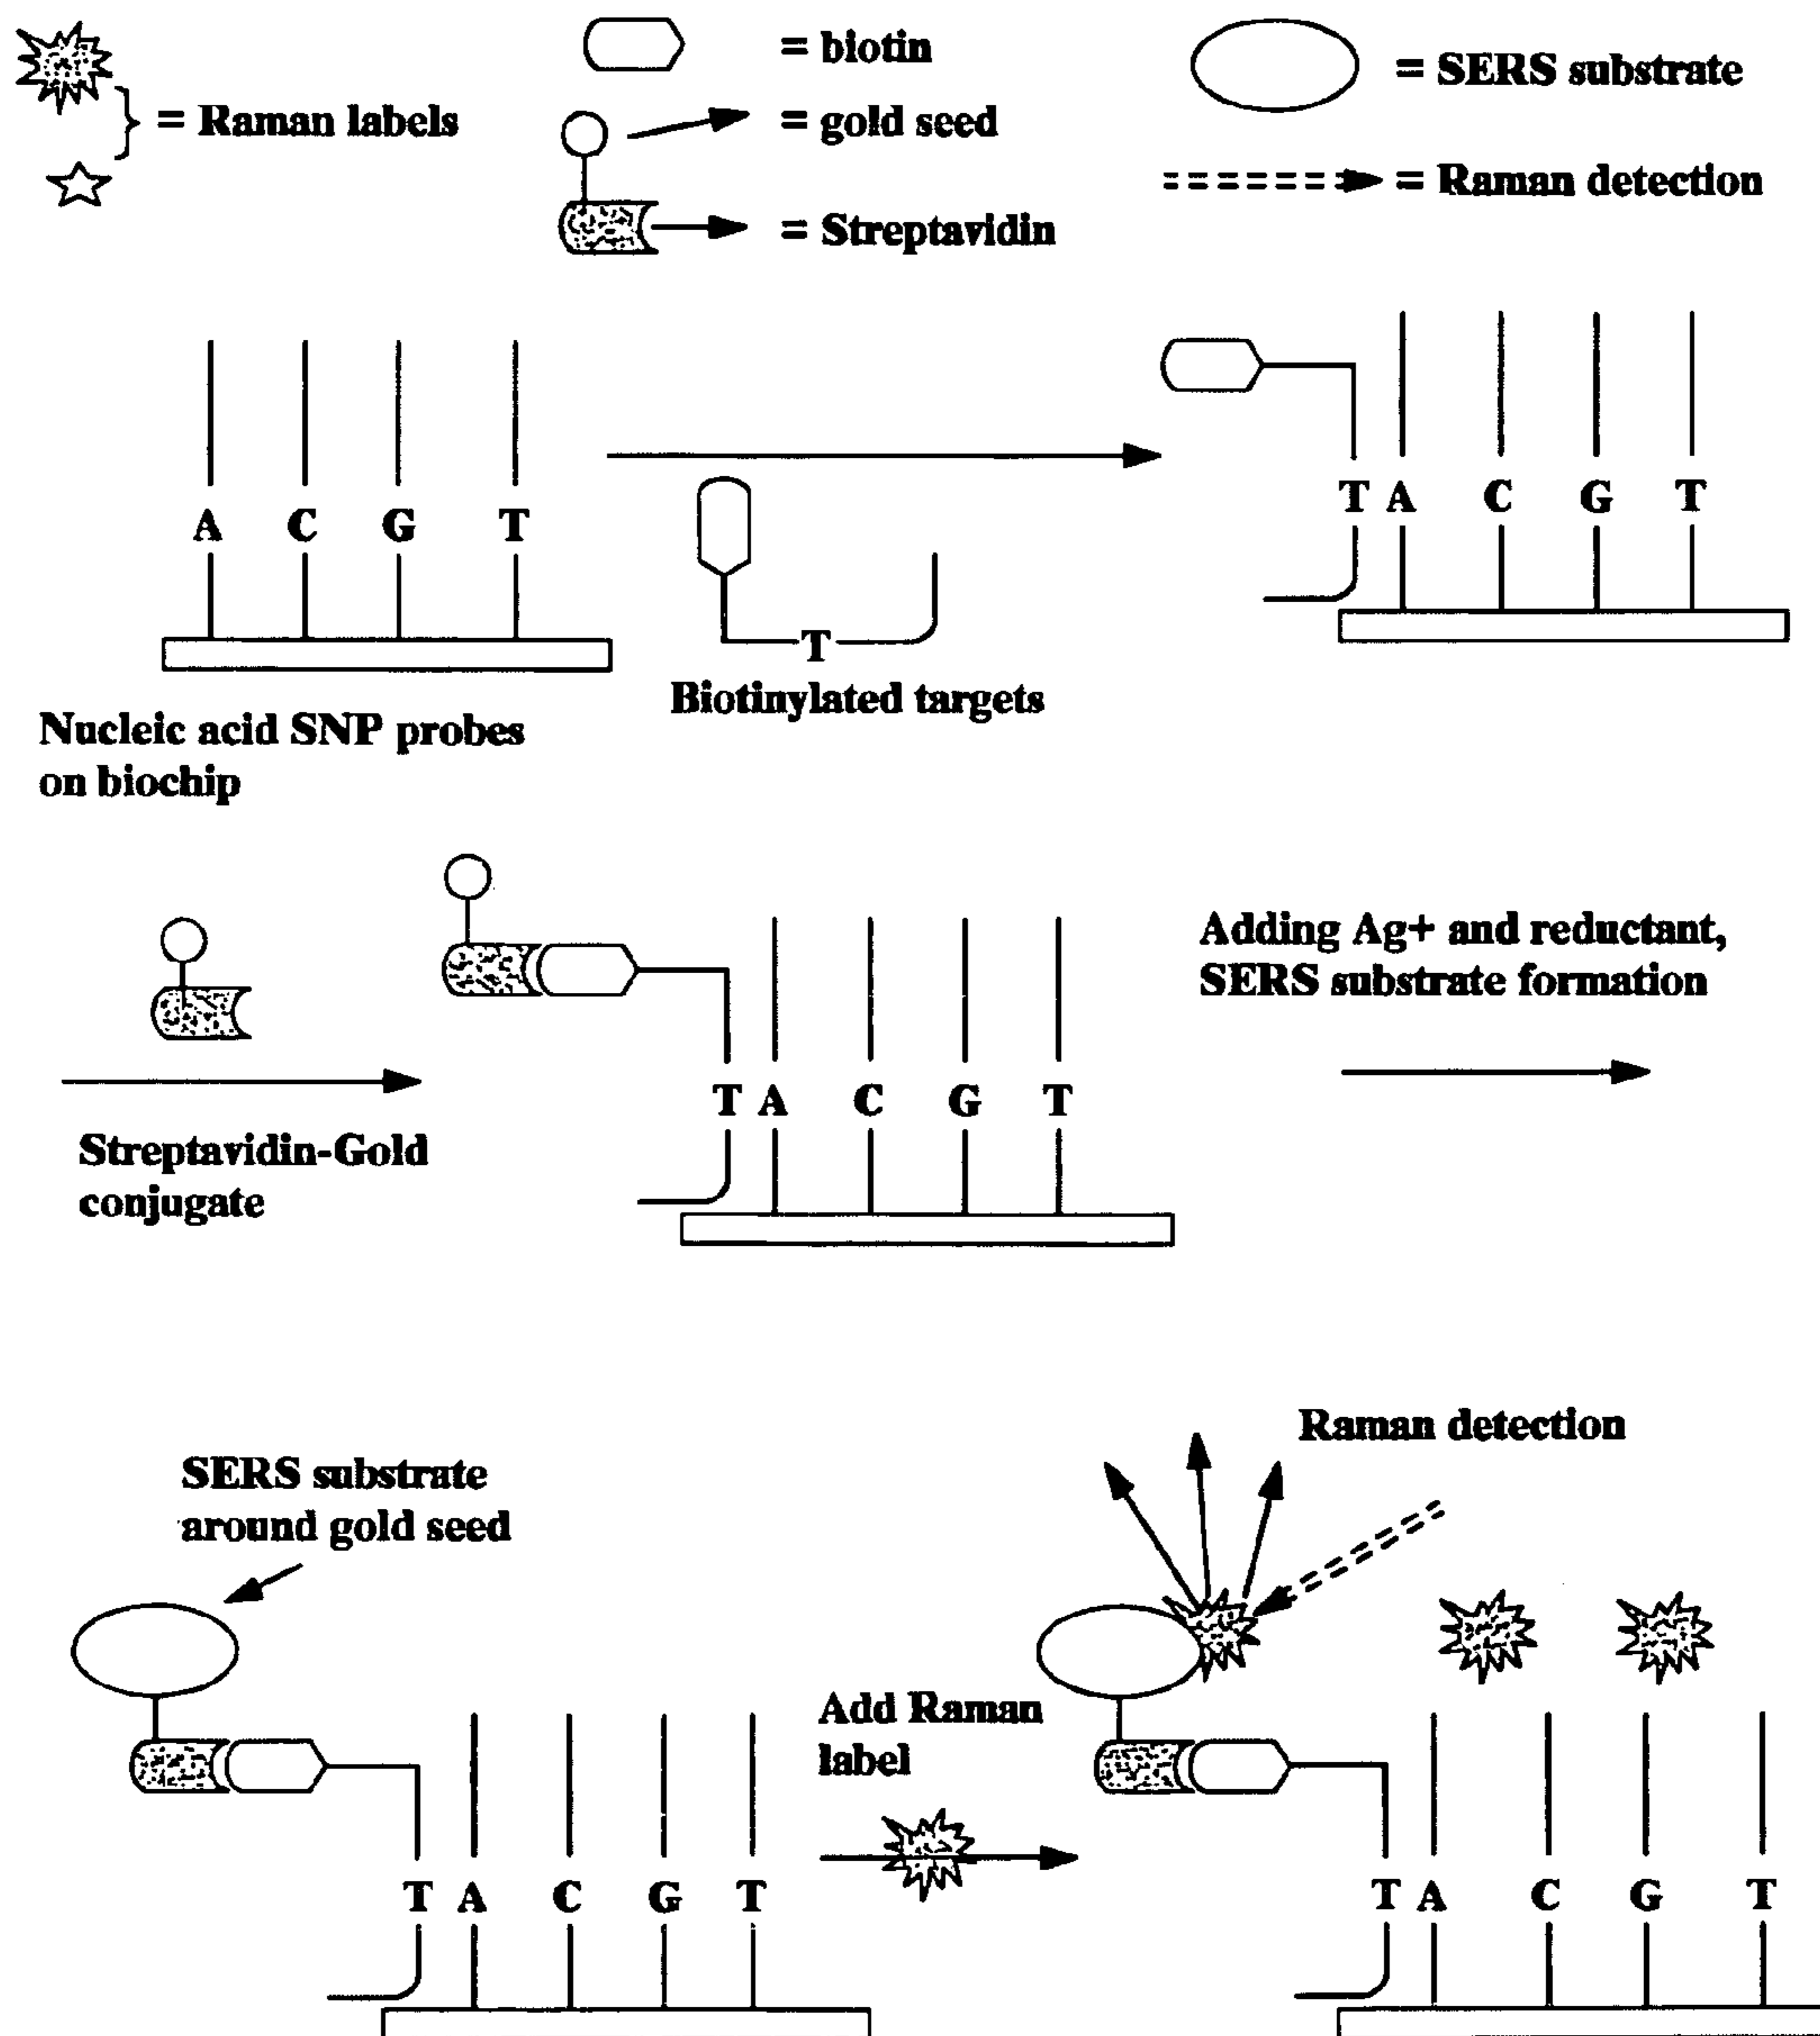 = Raman labels
= biotin
= gold seed
= Streptavidin
= SERS substrate
= Raman detection
A C G T
Nucleic acid SNP probes
on biochip
T
Biotinylated targets
T A C G T
Streptavidin-Gold
conjugate
T A C G T
Adding Ag+ and reductant,
SERS substrate formation
SERS substrate
around gold seed
T A C G T
Add Raman
label
Raman detection
T A C G T